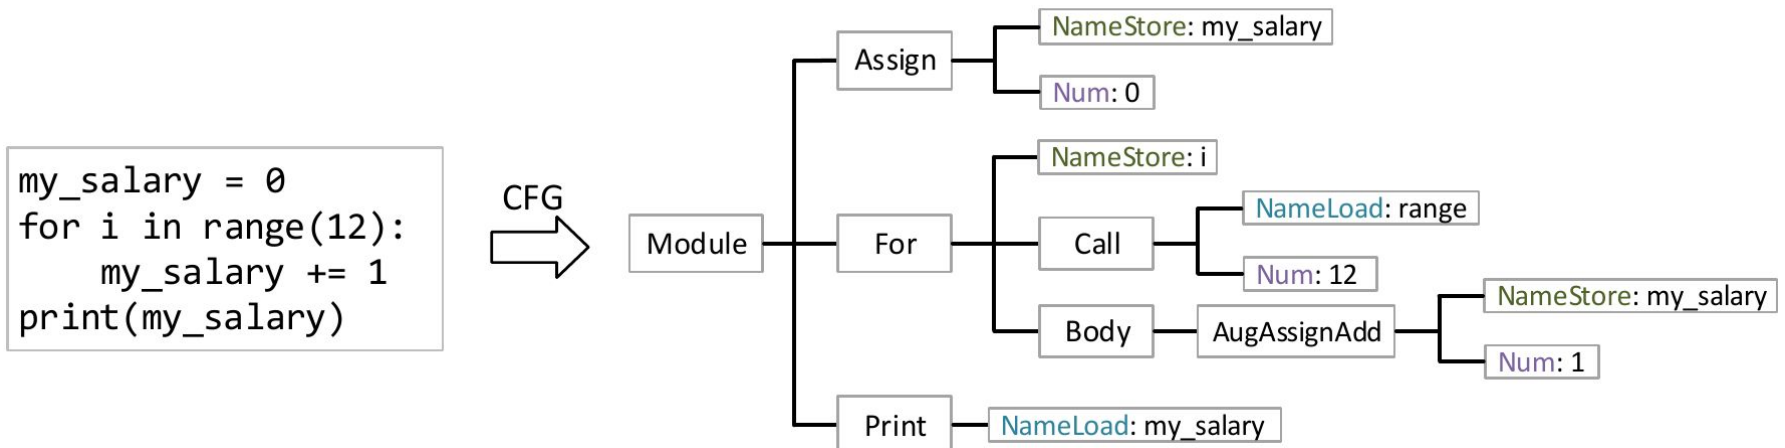 my_salary = 0
for i in range(12):
    my_salary += 1
print(my_salary)
CFG
Module
Assign
NameStore: my_salary
Num: 0
For
NameStore: i
Call
NameLoad: range
Num: 12
Body
AugAssignAdd
NameStore: my_salary
Num: 1
Print
NameLoad: my_salary